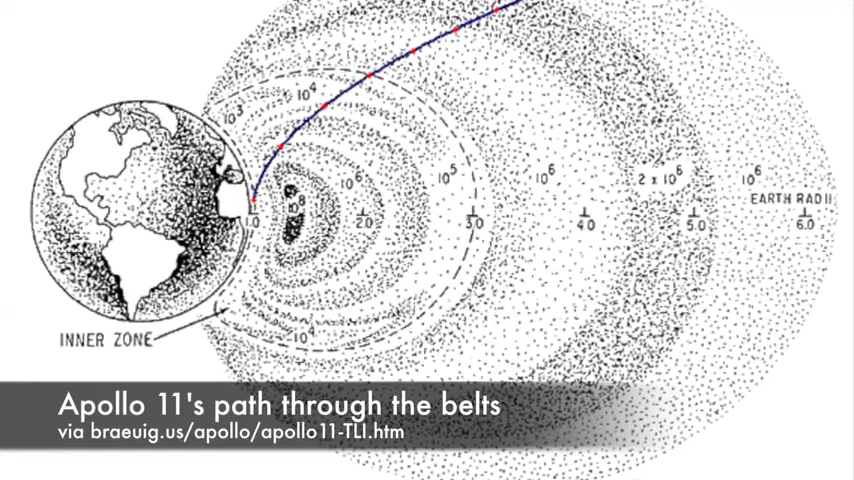 10³
10⁴
10⁶
10⁵
10⁶
2 x 10⁶
10⁶
EARTH RADII
1.0
2.0
3.0
4.0
5.0
6.0
10⁴
INNER ZONE
Apollo 11's path through the belts
via braeuig.us/apollo/apollo11-TLI.htm